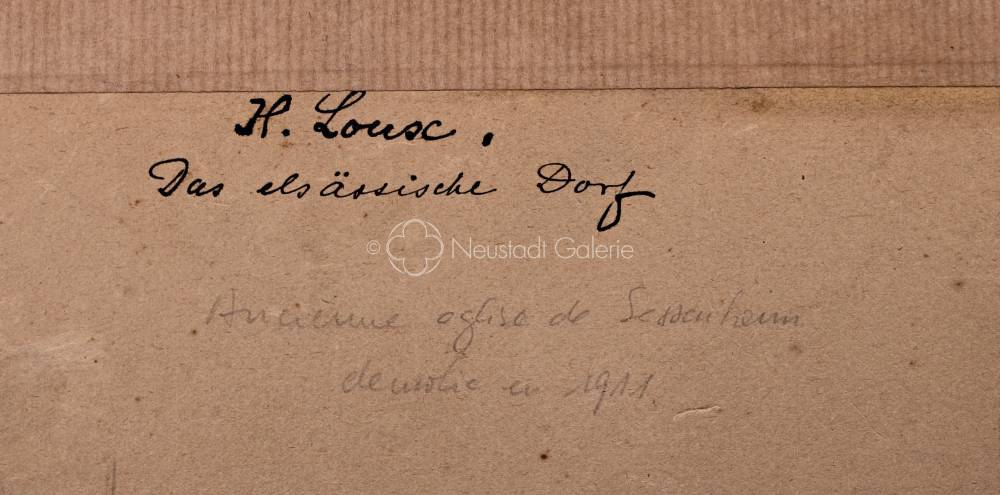 H. Loux.
Das elsässische Dorf
© Neustadt Galerie
Ancienne eglise de Sessenheim
demolie en 1911.